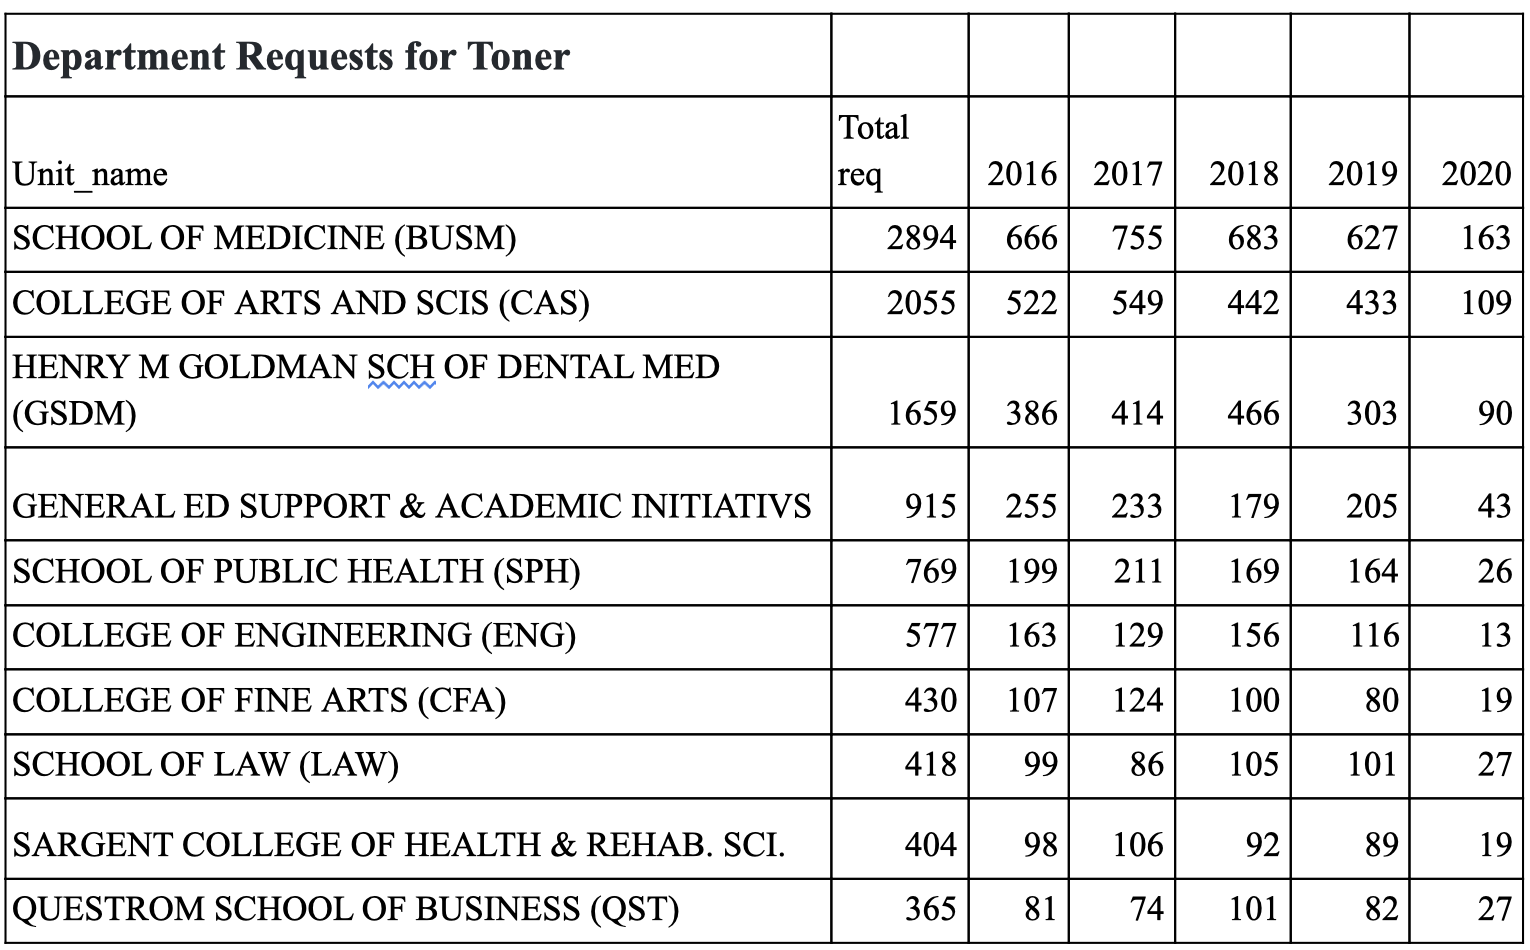 Department Requests for Toner
Unit_name Total req 2016 2017 2018 2019 2020
SCHOOL OF MEDICINE (BUSM) 2894 666 755 683 627 163
COLLEGE OF ARTS AND SCIS (CAS) 2055 522 549 442 433 109
HENRY M GOLDMAN SCH OF DENTAL MED
(GSDM) 1659 386 414 466 303 90
GENERAL ED SUPPORT & ACADEMIC INITIATIVS 915 255 233 179 205 43
SCHOOL OF PUBLIC HEALTH (SPH) 769 199 211 169 164 26
COLLEGE OF ENGINEERING (ENG) 577 163 129 156 116 13
COLLEGE OF FINE ARTS (CFA) 430 107 124 100 80 19
SCHOOL OF LAW (LAW) 418 99 86 105 101 27
SARGENT COLLEGE OF HEALTH & REHAB. SCI. 404 98 106 92 89 19
QUESTROM SCHOOL OF BUSINESS (QST) 365 81 74 101 82 27